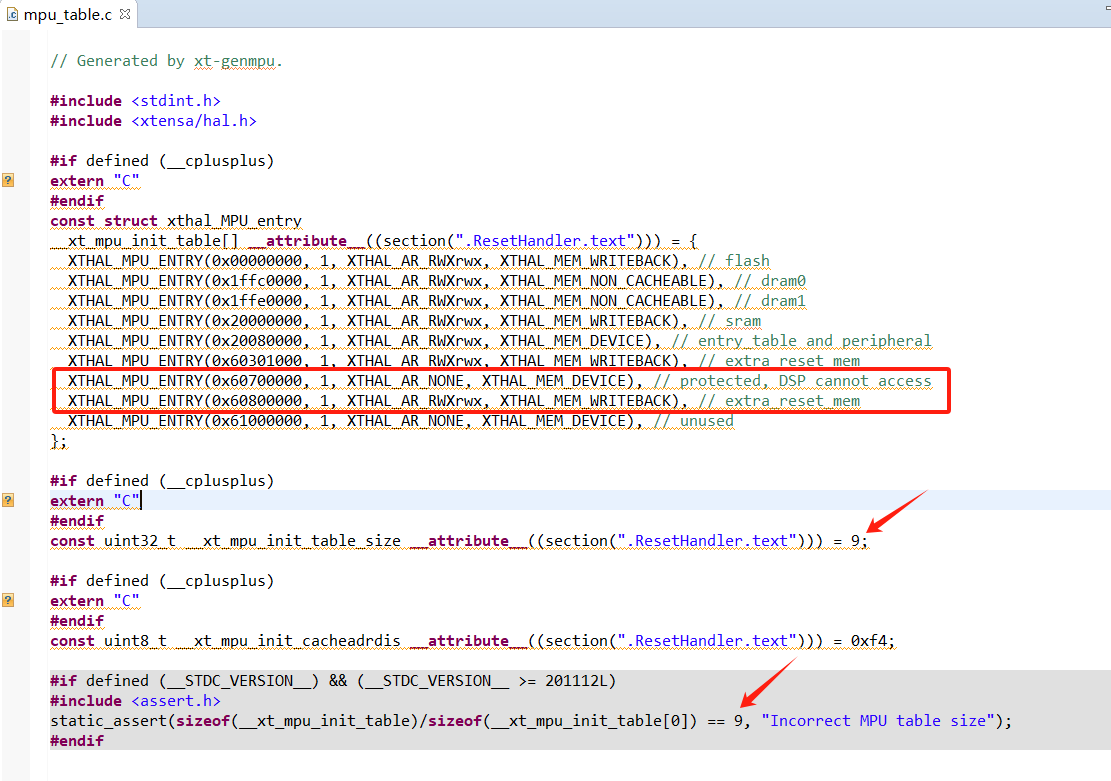 mpu_table.c
// Generated by xt-genmpu.
#include <stdint.h>
#include <xtensa/hal.h>
#if defined (__cplusplus)
extern "C"
#endif
const struct xthal_MPU_entry
__xt_mpu_init_table[] __attribute__((section(".ResetHandler.text"))) = {
XTHAL_MPU_ENTRY(0x00000000, 1, XTHAL_AR_RWXrwx, XTHAL_MEM_WRITEBACK), // flash
XTHAL_MPU_ENTRY(0x1ffc0000, 1, XTHAL_AR_RWXrwx, XTHAL_MEM_NON_CACHEABLE), // dram0
XTHAL_MPU_ENTRY(0x1ffe0000, 1, XTHAL_AR_RWXrwx, XTHAL_MEM_NON_CACHEABLE), // dram1
XTHAL_MPU_ENTRY(0x20000000, 1, XTHAL_AR_RWXrwx, XTHAL_MEM_WRITEBACK), // sram
XTHAL_MPU_ENTRY(0x20080000, 1, XTHAL_AR_RWXrwx, XTHAL_MEM_DEVICE), // entry_table and peripheral
XTHAL_MPU_ENTRY(0x60301000, 1, XTHAL_AR_RWXrwx, XTHAL_MEM_WRITEBACK), // extra_reset_mem
XTHAL_MPU_ENTRY(0x60700000, 1, XTHAL_AR_NONE, XTHAL_MEM_DEVICE), // protected, DSP cannot access
XTHAL_MPU_ENTRY(0x60800000, 1, XTHAL_AR_RWXrwx, XTHAL_MEM_WRITEBACK), // extra_reset_mem
XTHAL_MPU_ENTRY(0x61000000, 1, XTHAL_AR_NONE, XTHAL_MEM_DEVICE), // unused
};
#if defined (__cplusplus)
extern "C"
#endif
const uint32_t __xt_mpu_init_table_size __attribute__((section(".ResetHandler.text"))) = 9;
#if defined (__cplusplus)
extern "C"
#endif
const uint8_t __xt_mpu_init_cacheadrdis __attribute__((section(".ResetHandler.text"))) = 0xf4;
#if defined (__STDC_VERSION__) && (__STDC_VERSION__ >= 201112L)
#include <assert.h>
static_assert(sizeof(__xt_mpu_init_table)/sizeof(__xt_mpu_init_table[0]) == 9, "Incorrect MPU table size");
#endif